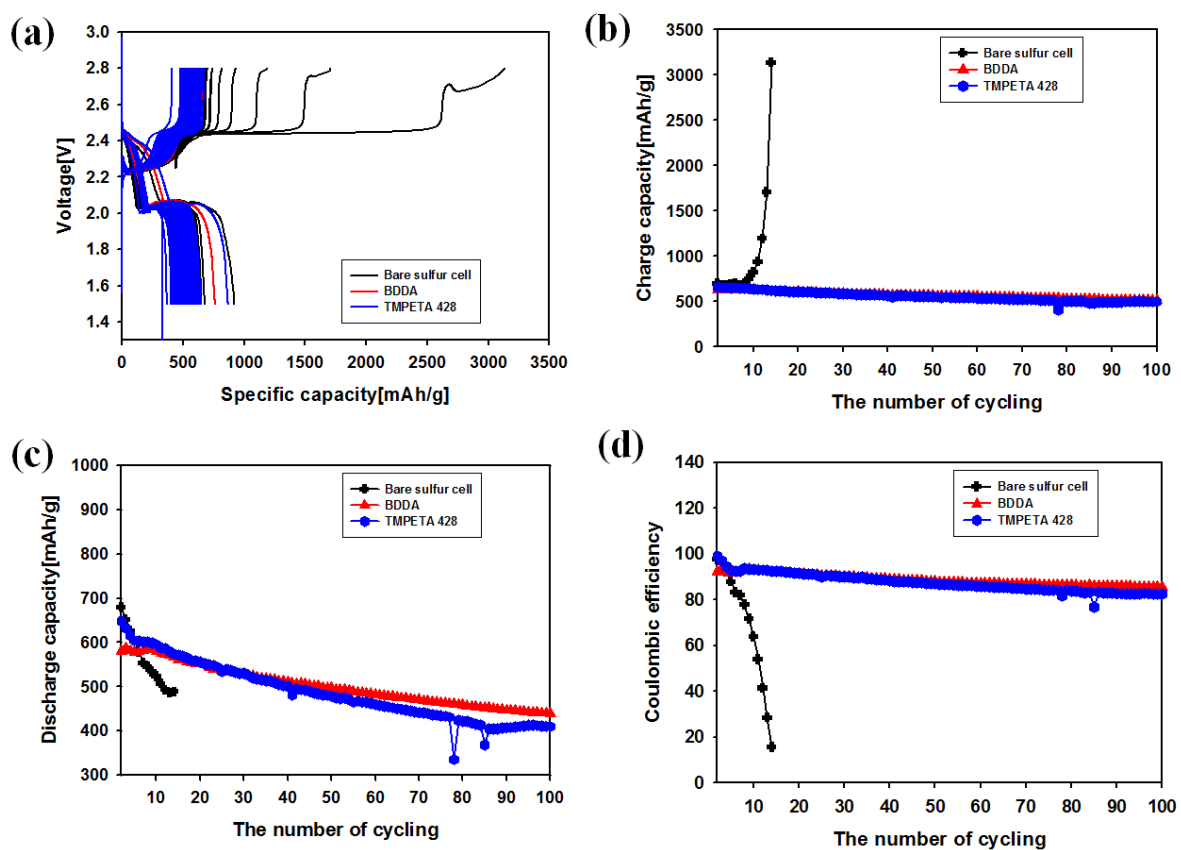 (a)
3.0
2.8
2.6
2.4
2.2
2.0
1.8
1.6
1.4
Voltage[V]
Bare sulfur cell
BDDA
TMPETA 428
0 500 1000 1500 2000 2500 3000 3500
Specific capacity[mAh/g]
(b)
3500
3000
2500
2000
1500
1000
500
0
Charge capacity[mAh/g]
Bare sulfur cell
BDDA
TMPETA 428
10 20 30 40 50 60 70 80 90 100
The number of cycling
(c)
1000
900
800
700
600
500
400
300
Discharge capacity[mAh/g]
Bare sulfur cell
BDDA
TMPETA 428
10 20 30 40 50 60 70 80 90 100
The number of cycling
(d)
140
120
100
80
60
40
20
0
Coulombic efficiency
Bare sulfur cell
BDDA
TMPETA 428
10 20 30 40 50 60 70 80 90 100
The number of cycling